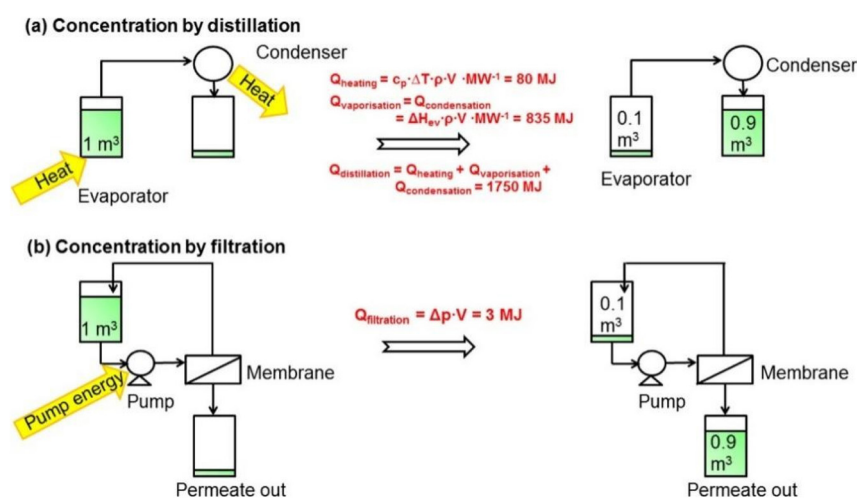 (a) Concentration by distillation
Condenser
Heat
1 m³
Heat
Evaporator
Q_heating = c_p·ΔT·ρ·V ·MW⁻¹ = 80 MJ
Q_vaporisation = Q_condensation
= ΔH_ev·ρ·V ·MW⁻¹ = 835 MJ
Q_distillation = Q_heating + Q_vaporisation +
Q_condensation = 1750 MJ
Condenser
0.1
m³
0.9
m³
Evaporator
(b) Concentration by filtration
1 m³
Pump energy
Pump
Membrane
Permeate out
Q_filtration = Δp·V = 3 MJ
0.1
m³
Pump
Membrane
0.9
m³
Permeate out